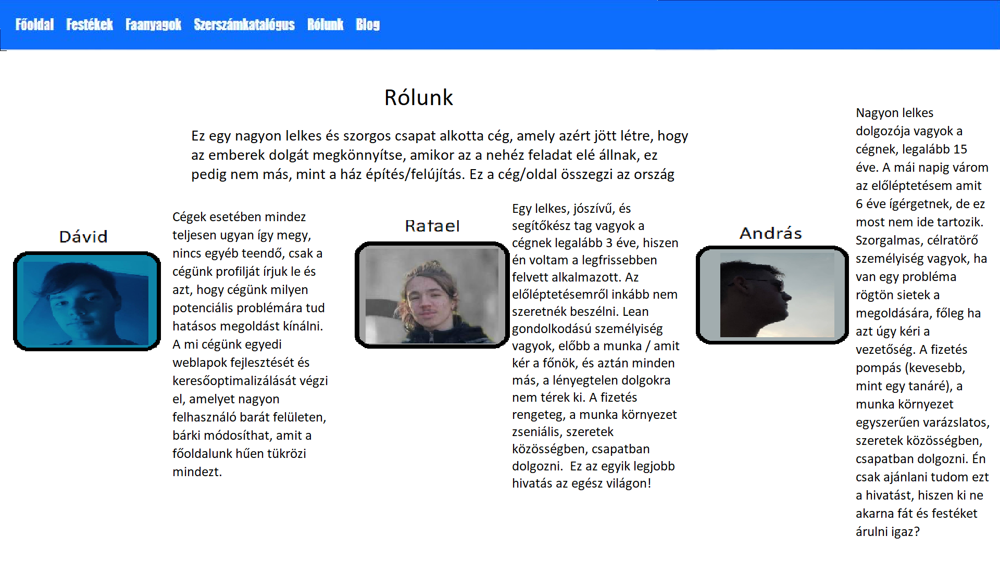 Főoldal Festékek Faanyagok Szerszámkatalógus Rólunk Blog
Rólunk
Ez egy nagyon lelkes és szorgos csapat alkotta cég, amely azért jött létre, hogy
az emberek dolgát megkönnyítse, amikor az a nehéz feladat elé állnak, ez
pedig nem más, mint a ház építés/felújítás. Ez a cég/oldal összegzi az ország
Dávid
Cégek esetében mindez
teljesen ugyan így megy,
nincs egyéb teendő, csak a
cégünk profilját írjuk le és
azt, hogy cégünk milyen
potenciális problémára tud
hatásos megoldást kínálni.
A mi cégünk egyedi
weblapok fejlesztését és
keresőoptimalizálását végzi
el, amelyet nagyon
felhasználó barát felületen,
bárki módosíthat, amit a
főoldalunk hűen tükrözi
mindezt.
Rafael
Egy lelkes, jószívű, és
segítőkész tag vagyok a
cégnek legalább 3 éve, hiszen
én voltam a legfrissebben
felvett alkalmazott. Az
előléptetésemről inkább nem
szeretnék beszélni. Lean
gondolkodású személyiség
vagyok, előbb a munka / amit
kér a főnök, és aztán minden
más, a lényegtelen dolgokra
nem térek ki. A fizetés
rengeteg, a munka környezet
zseniális, szeretek
közösségben, csapatban
dolgozni.  Ez az egyik legjobb
hivatás az egész világon!
András
Nagyon lelkes
dolgozója vagyok a
cégnek, legalább 15
éve. A mái napig várom
az előléptetésem amit
6 éve ígérgetnek, de ez
most nem ide tartozik.
Szorgalmas, célratörő
személyiség vagyok, ha
van egy probléma
rögtön sietek a
megoldására, főleg ha
azt úgy kéri a
vezetőség. A fizetés
pompás (kevesebb,
mint egy tanáré), a
munka környezet
egyszerűen varázslatos,
szeretek közösségben,
csapatban dolgozni. Én
csak ajánlani tudom ezt
a hivatást, hiszen ki ne
akarna fát és festéket
árulni igaz?